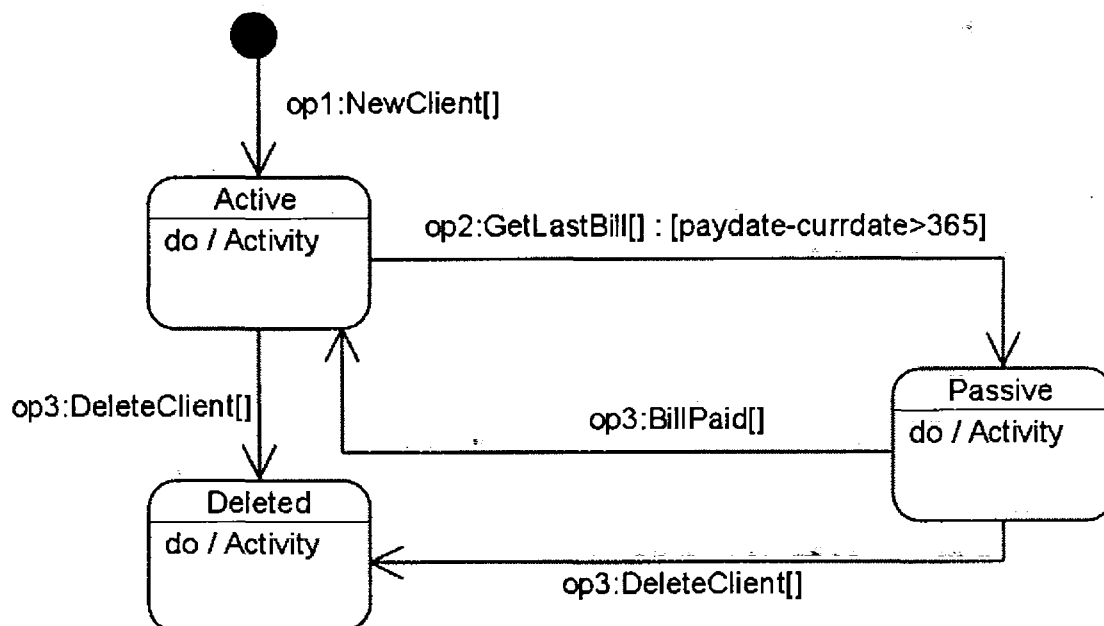 op1:NewClient[]
Active
do / Activity
op2:GetLastBill[] : [paydate-currdate>365]
Passive
do / Activity
op3:DeleteClient[]
op3:BillPaid[]
Deleted
do / Activity
op3:DeleteClient[]